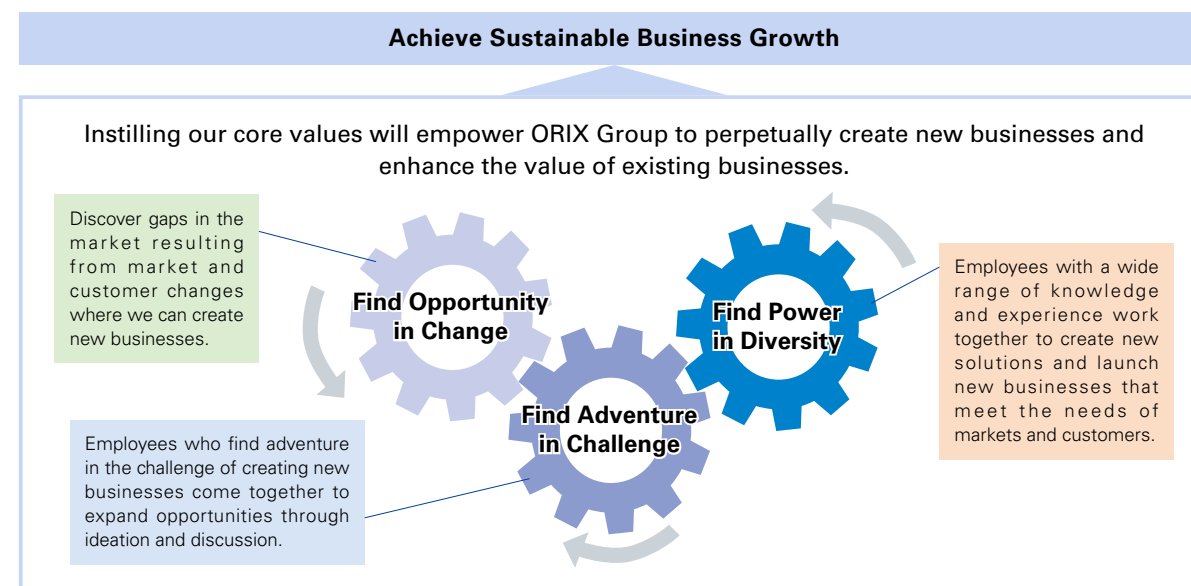 Achieve Sustainable Business Growth
Instilling our core values will empower ORIX Group to perpetually create new businesses and
enhance the value of existing businesses.
Discover gaps in the
market resulting
from market and
customer changes
where we can create
new businesses.
Find Opportunity
in Change
Find Power
in Diversity
Employees with a wide
range of knowledge
and experience work
together to create new
solutions and launch
new businesses that
meet the needs of
markets and customers.
Find Adventure
in Challenge
Employees who find adventure
in the challenge of creating new
businesses come together to
expand opportunities through
ideation and discussion.